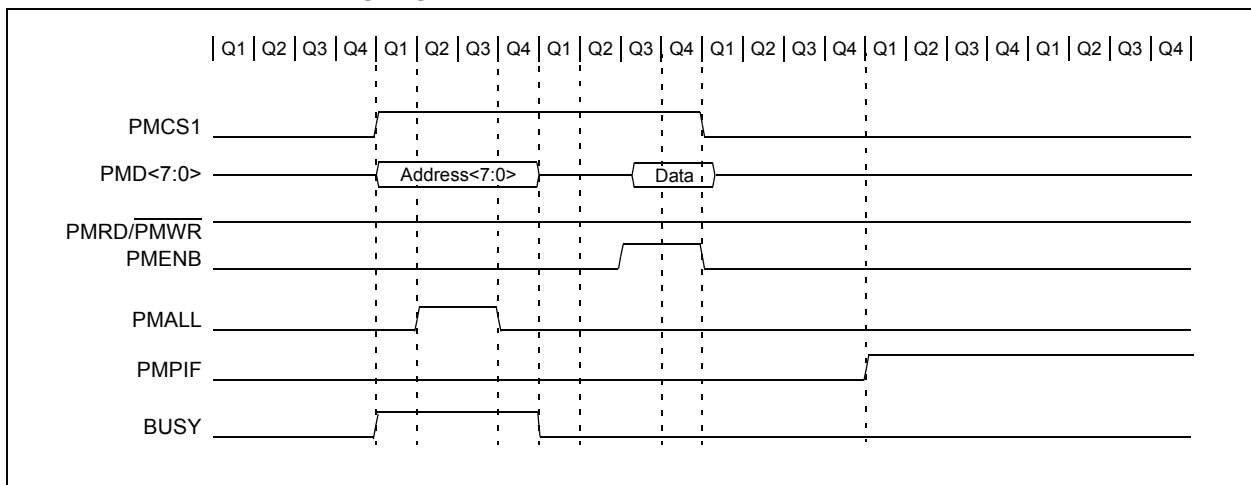 Q1 Q2 Q3 Q4 Q1 Q2 Q3 Q4 Q1 Q2 Q3 Q4 Q1 Q2 Q3 Q4 Q1 Q2 Q3 Q4 Q1 Q2 Q3 Q4
PMCS1
PMD<7:0> Address<7:0> Data
PMRD/PMWR
PMENB
PMALL
PMPIF
BUSY